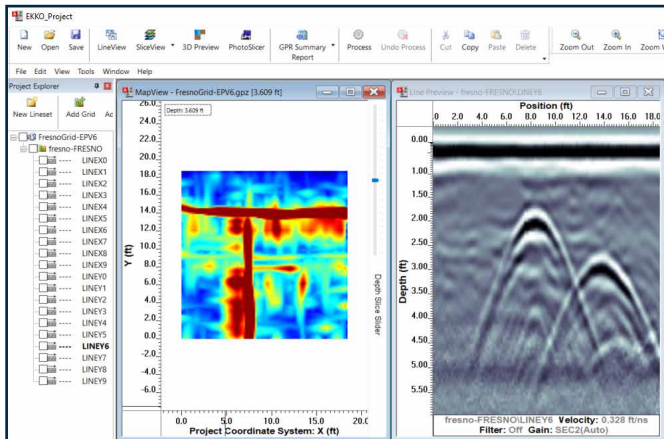 EKKO_Project
New Open Save LineView SliceView 3D Preview PhotoSlicer GPR Summary Report Process Undo Process Cut Copy Paste Delete Zoom Out Zoom In
File Edit View Tools Window Help
Project Explorer
New Lineset Add Grid
FresnoGrid-EPV6
fresno-FRESNO
LINEX0
LINEX1
LINEX2
LINEX3
LINEX4
LINEX5
LINEX6
LINEX7
LINEX8
LINEX9
LINEY0
LINEY1
LINEY2
LINEY3
LINEY4
LINEY5
LINEY6
LINEY7
LINEY8
LINEY9
MapView - FresnoGrid-EPV6.gpz [3.609 ft]
Depth: 3.609 ft
26.0
24.0
22.0
20.0
18.0
16.0
14.0
12.0
10.0
8.0
6.0
4.0
2.0
0.0
-2.0
-4.0
-6.0
Y (ft)
0.0 5.0 10.0 15.0 20.0
Project Coordinate System: X (ft)
Depth Slice Slider
Line Preview - fresno-FRESNO\LINEY6
Position (ft)
0.0 2.0 4.0 6.0 8.0 10.0 12.0 14.0 16.0 18.0
0.00
1.00
1.50
2.00
2.50
3.00
3.50
4.00
4.50
5.00
5.50
Depth (ft)
fresno-FRESNO\LINEY6 Velocity: 0.328 ft/ns
Filter: Off Gain: SEC2(Auto)